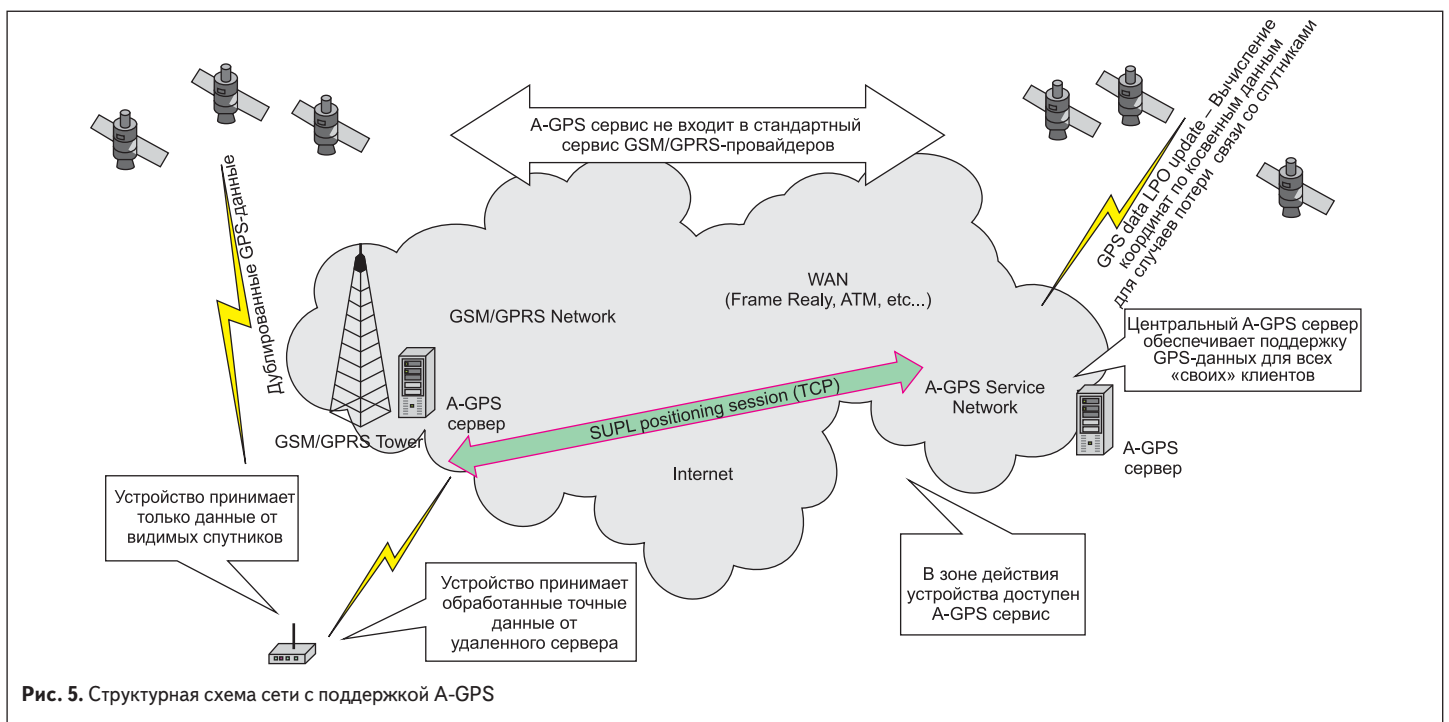 A-GPS сервис не входит в стандартный
сервис GSM/GPRS-провайдеров
Дублированные GPS-данные
GPS data LPO update – Вычисление
координат по косвенным данным
для случаев потери связи со спутниками
WAN
(Frame Realy, ATM, etc...)
GSM/GPRS Network
Центральный A-GPS сервер
обеспечивает поддержку
GPS-данных для всех
«своих» клиентов
A-GPS
сервер
GSM/GPRS Tower
SUPL positioning session (TCP)
A-GPS Service
Network
A-GPS
сервер
Internet
Устройство принимает
только данные от
видимых спутников
Устройство принимает
обработанные точные
данные от
удаленного сервера
В зоне действия
устройства доступен
A-GPS сервис
Рис. 5. Структурная схема сети с поддержкой A-GPS